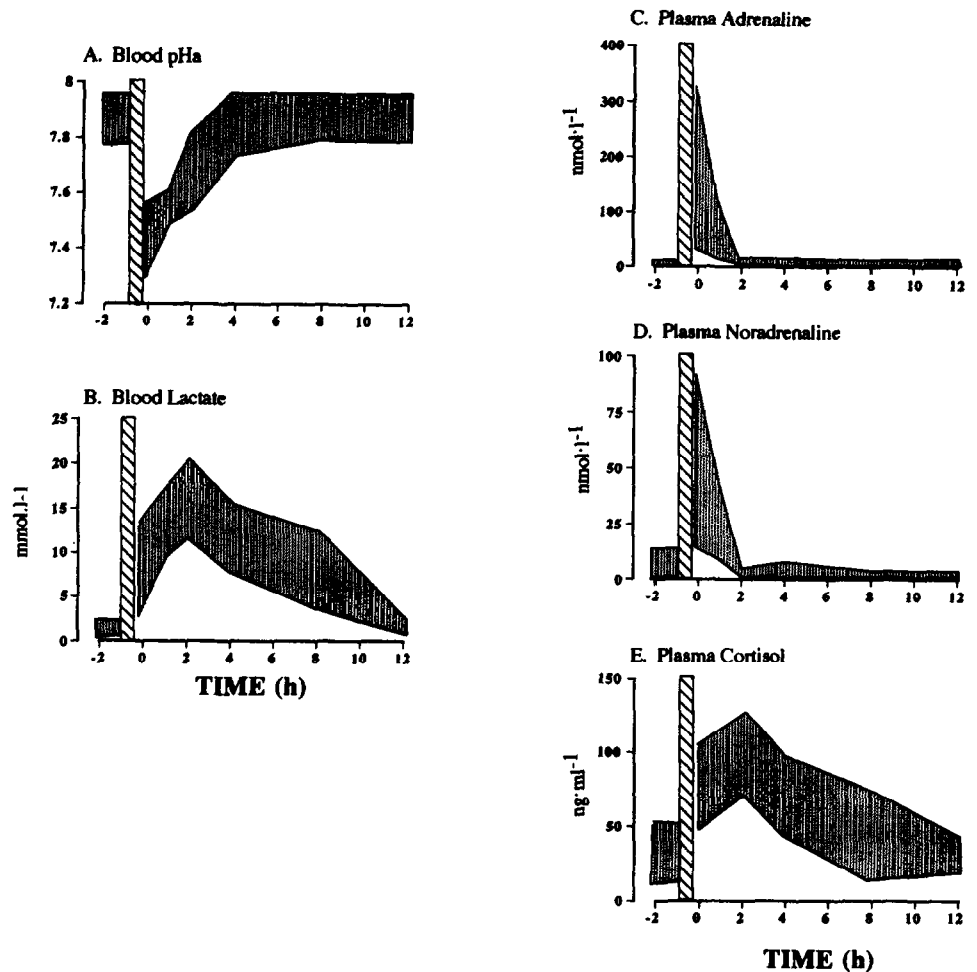 A. Blood pHa
8
7.8
7.6
7.4
7.2
-2 0 2 4 6 8 10 12
B. Blood Lactate
mmol.l-1
25
20
15
10
5
0
-2 0 2 4 6 8 10 12
TIME (h)
C. Plasma Adrenaline
nmol·l-1
400
300
200
100
0
-2 0 2 4 6 8 10 12
D. Plasma Noradrenaline
nmol·l-1
100
75
50
25
0
-2 0 2 4 6 8 10 12
E. Plasma Cortisol
ng·ml-1
150
100
50
0
-2 0 2 4 6 8 10 12
TIME (h)